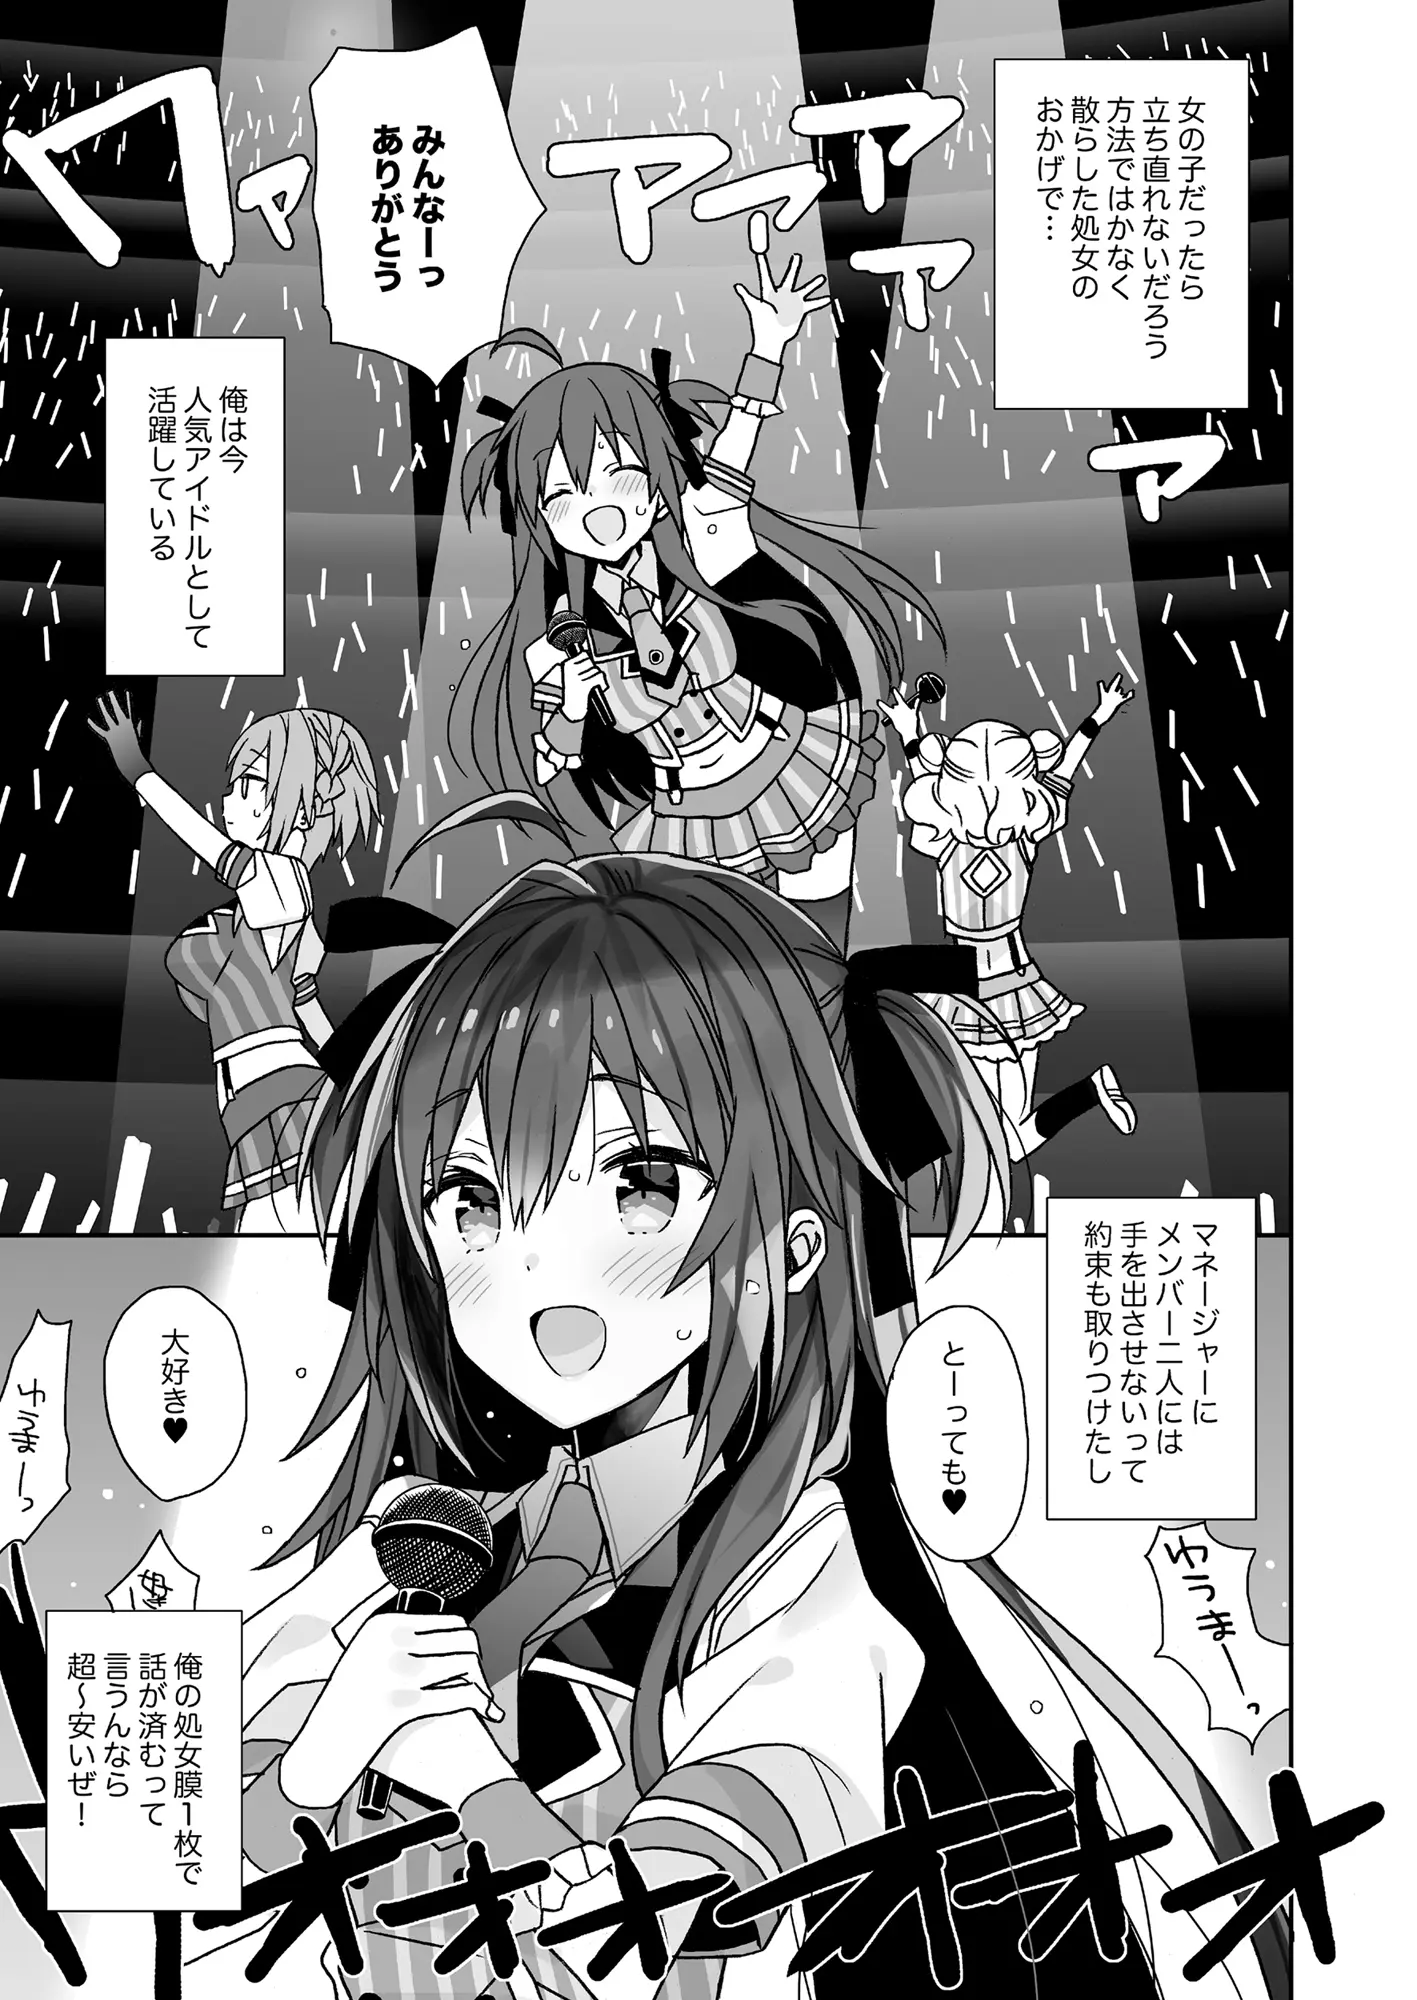 女の子だったら
立ち直れないだろう
方法ではかなく
散らした処女の
おかげで…
ワァアアアア
ァ
みんなーっ
ありがとう
俺は今
人気アイドルとして
活躍している
マネージャーに
メンバー二人には
手を出させないって
約束も取りつけたし
とーっても♥
大好き♥
ゆうまーっ
ゆうまーっ
俺の処女膜1枚で
話が済むって
言うんなら
超〜安いぜ!
オオオオオオ